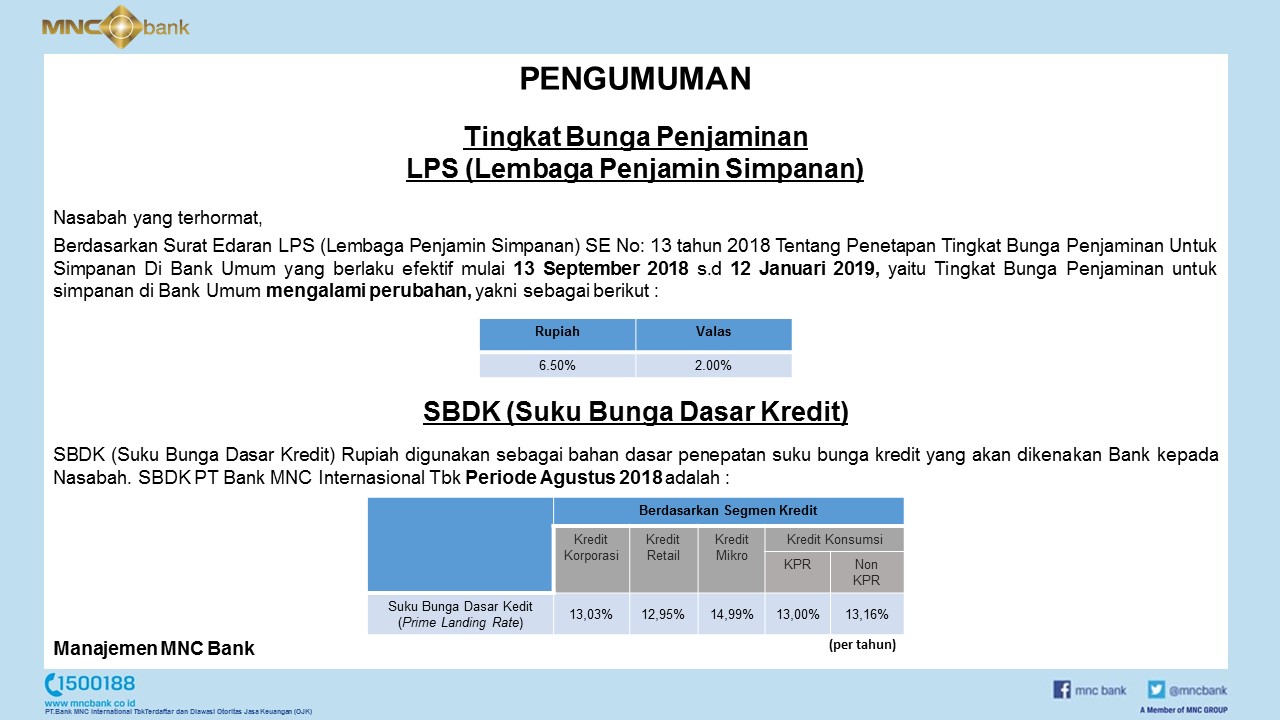 MNC bank
PENGUMUMAN
Tingkat Bunga Penjaminan
LPS (Lembaga Penjamin Simpanan)
Nasabah yang terhormat,
Berdasarkan Surat Edaran LPS (Lembaga Penjamin Simpanan) SE No: 13 tahun 2018 Tentang Penetapan Tingkat Bunga Penjaminan Untuk
Simpanan Di Bank Umum yang berlaku efektif mulai 13 September 2018 s.d 12 Januari 2019, yaitu Tingkat Bunga Penjaminan untuk
simpanan di Bank Umum mengalami perubahan, yakni sebagai berikut :
Rupiah Valas
6.50% 2.00%
SBDK (Suku Bunga Dasar Kredit)
SBDK (Suku Bunga Dasar Kredit) Rupiah digunakan sebagai bahan dasar penepatan suku bunga kredit yang akan dikenakan Bank kepada
Nasabah. SBDK PT Bank MNC Internasional Tbk Periode Agustus 2018 adalah :
Berdasarkan Segmen Kredit
Kredit Korporasi Kredit Retail Kredit Mikro Kredit Konsumsi
KPR Non KPR
Suku Bunga Dasar Kedit
(Prime Landing Rate) 13,03% 12,95% 14,99% 13,00% 13,16%
(per tahun)
Manajemen MNC Bank
1500188
www.mncbank.co.id
PT.Bank MNC International TbkTerdaftar dan Diawasi Otoritas Jasa Keuangan (OJK)
mnc bank @mncbank
A Member of MNC GROUP